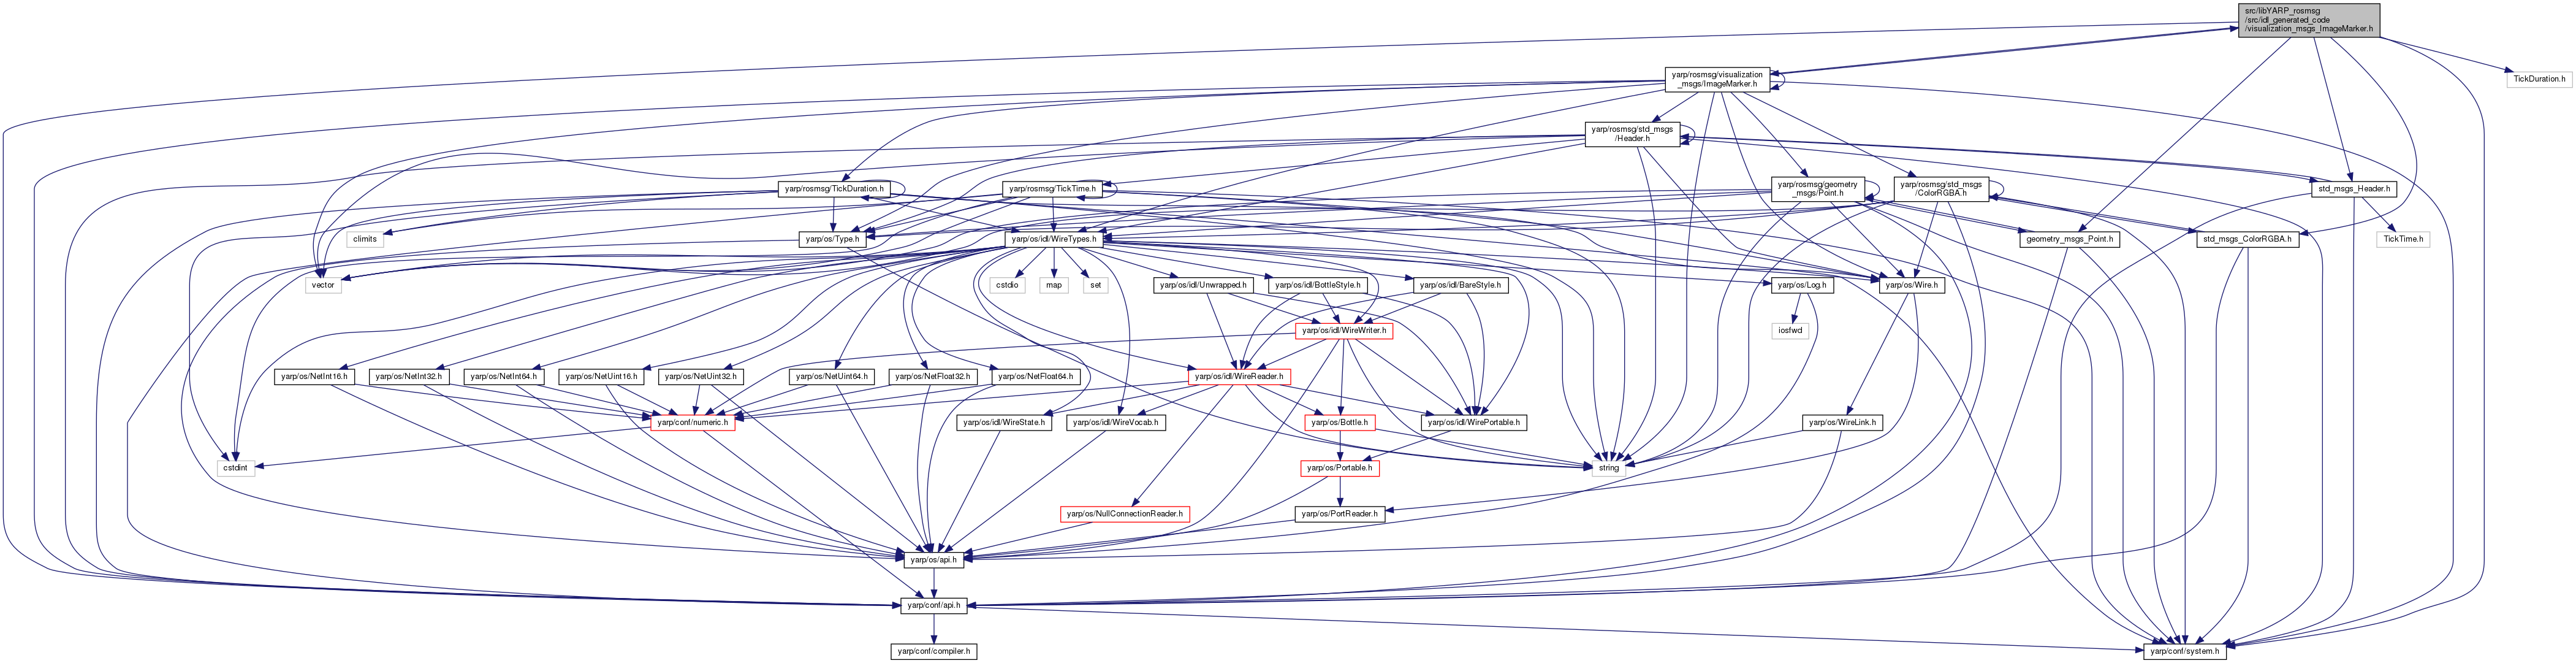 src/libYARP_rosmsg
/src/idl_generated_code
/visualization_msgs_ImageMarker.h
yarp/rosmsg/visualization
_msgs/ImageMarker.h
TickDuration.h
yarp/rosmsg/std_msgs
/Header.h
yarp/rosmsg/TickDuration.h
yarp/rosmsg/TickTime.h
yarp/rosmsg/geometry
_msgs/Point.h
yarp/rosmsg/std_msgs
/ColorRGBA.h
std_msgs_Header.h
climits
yarp/os/Type.h
yarp/os/idl/WireTypes.h
geometry_msgs_Point.h
std_msgs_ColorRGBA.h
TickTime.h
vector
cstdio
map
set
yarp/os/idl/Unwrapped.h
yarp/os/idl/BottleStyle.h
yarp/os/idl/BareStyle.h
yarp/os/Log.h
yarp/os/Wire.h
yarp/os/idl/WireWriter.h
iosfwd
yarp/os/NetInt16.h
yarp/os/NetInt32.h
yarp/os/NetInt64.h
yarp/os/NetUint16.h
yarp/os/NetUint32.h
yarp/os/NetUint64.h
yarp/os/NetFloat32.h
yarp/os/NetFloat64.h
yarp/os/idl/WireReader.h
yarp/conf/numeric.h
yarp/os/idl/WireState.h
yarp/os/idl/WireVocab.h
yarp/os/Bottle.h
yarp/os/idl/WirePortable.h
yarp/os/WireLink.h
cstdint
yarp/os/Portable.h
string
yarp/os/NullConnectionReader.h
yarp/os/PortReader.h
yarp/os/api.h
yarp/conf/api.h
yarp/conf/compiler.h
yarp/conf/system.h